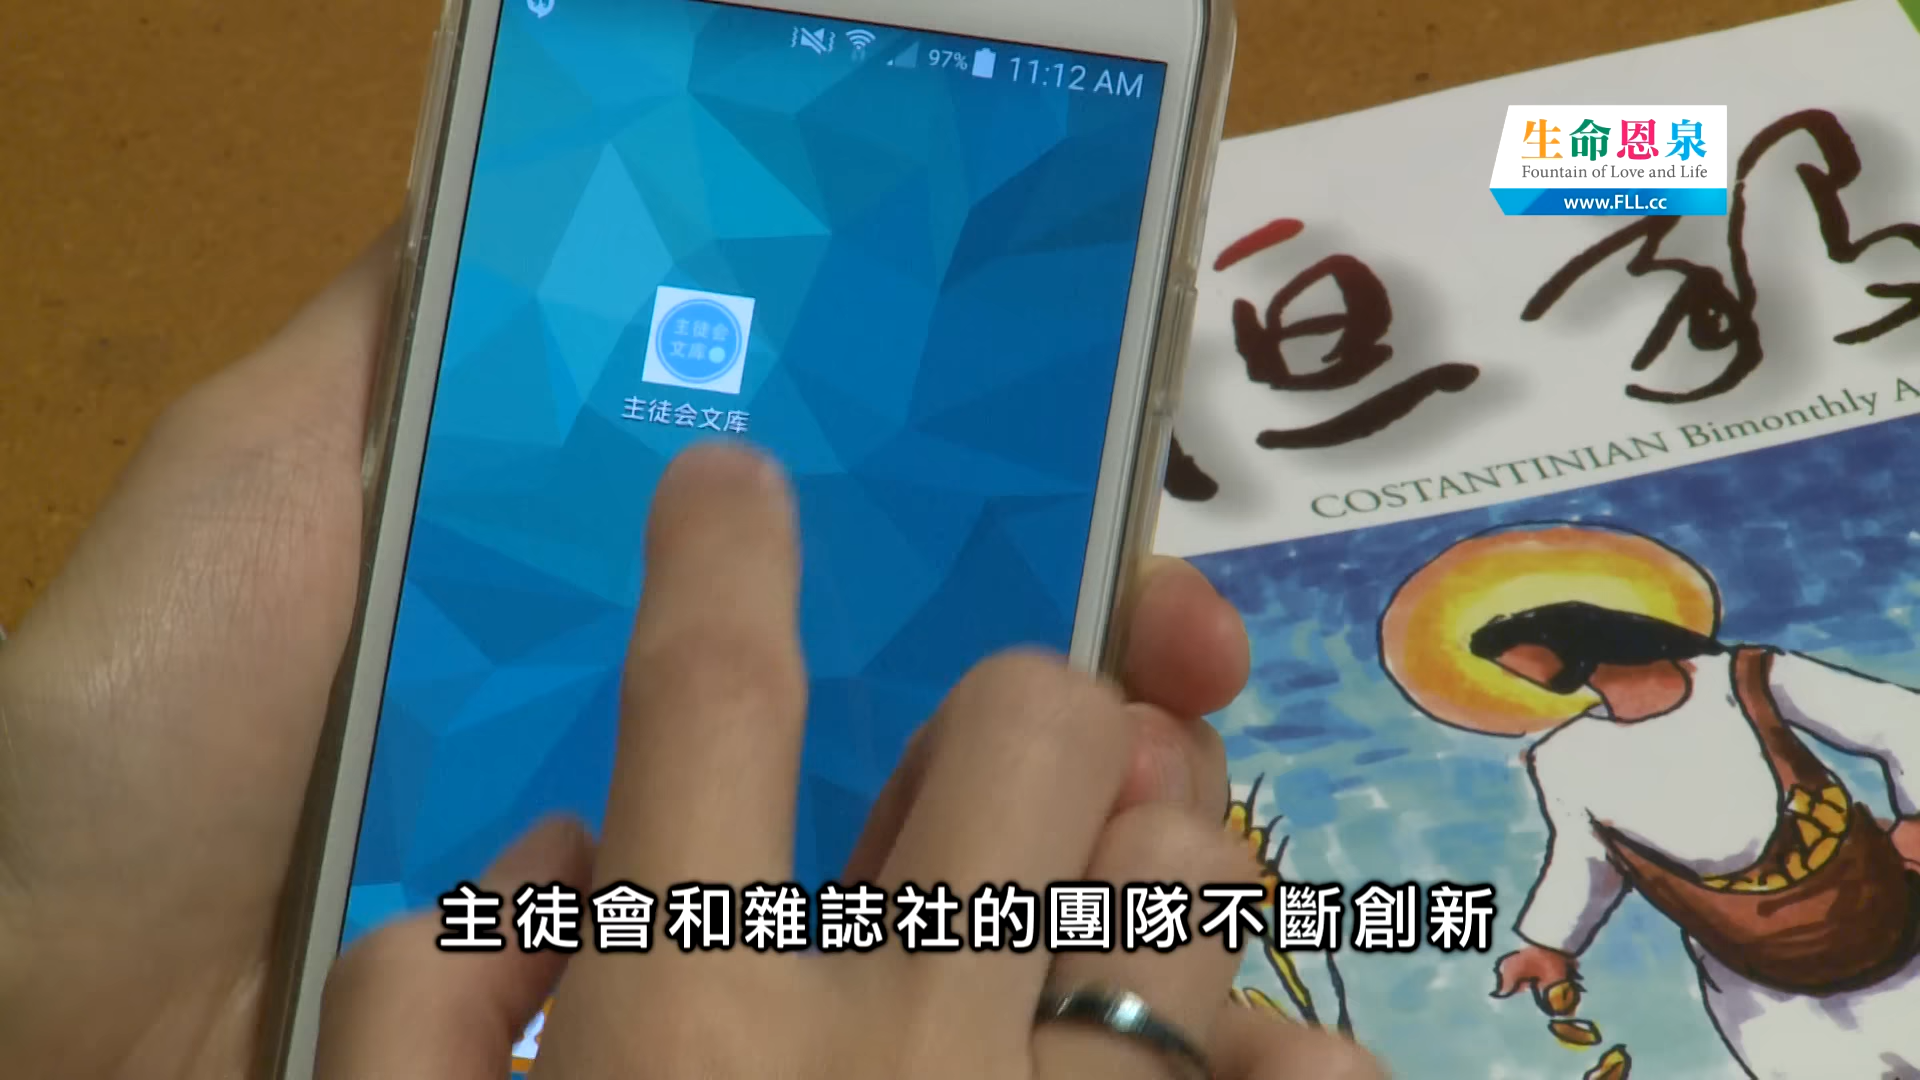 97% 11:12 AM
生命恩泉
Fountain of Love and Life
www.FLL.cc
主徒会
文库
主徒会文库
恒毅
COSTANTINIAN Bimonthly
主徒會和雜誌社的團隊不斷創新